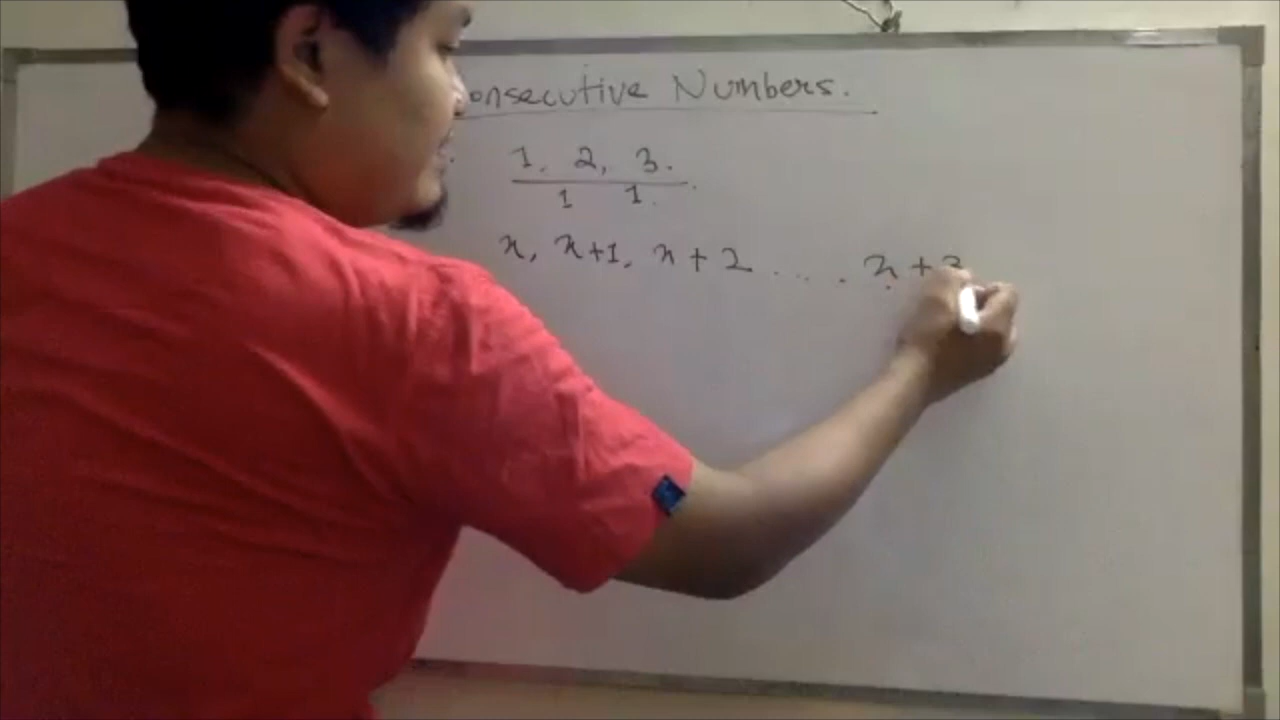 onsecutive Numbers.
1, 2, 3.
1 1.
x, x+1, x+2 ..... x+3